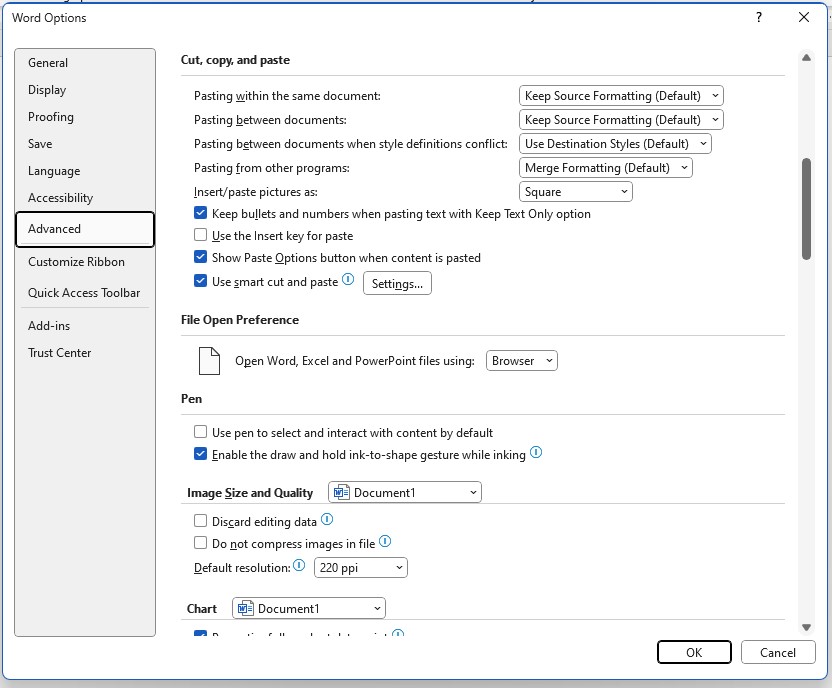 Word Options
?
General
Display
Proofing
Save
Language
Accessibility
Advanced
Customize Ribbon
Quick Access Toolbar
Add-ins
Trust Center
Cut, copy, and paste
Pasting within the same document: Keep Source Formatting (Default)
Pasting between documents: Keep Source Formatting (Default)
Pasting between documents when style definitions conflict: Use Destination Styles (Default)
Pasting from other programs: Merge Formatting (Default)
Insert/paste pictures as: Square
Keep bullets and numbers when pasting text with Keep Text Only option
Use the Insert key for paste
Show Paste Options button when content is pasted
Use smart cut and paste Settings...
File Open Preference
Open Word, Excel and PowerPoint files using: Browser
Pen
Use pen to select and interact with content by default
Enable the draw and hold ink-to-shape gesture while inking
Image Size and Quality Document1
Discard editing data
Do not compress images in file
Default resolution: 220 ppi
Chart Document1
OK Cancel